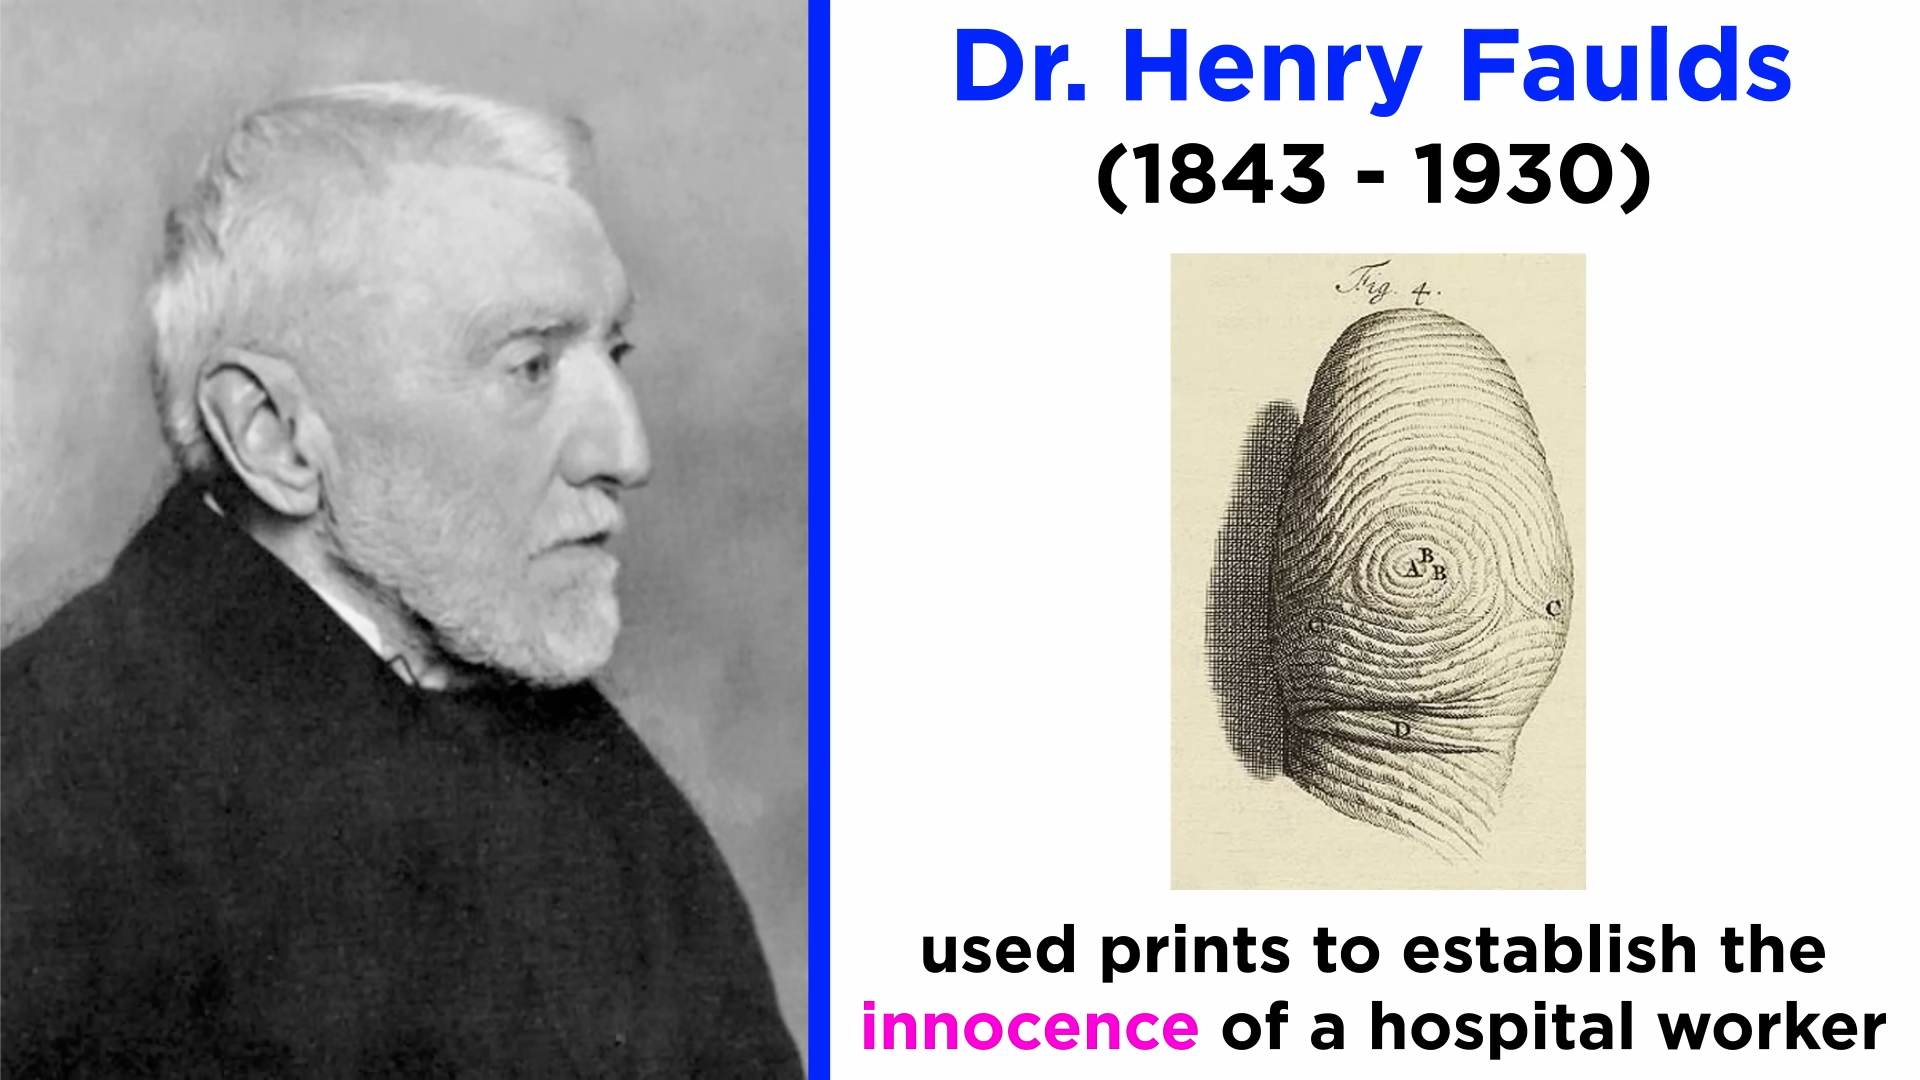 Dr. Henry Faulds
(1843 - 1930)
Fig. 4.
B
A B
C
C
D
used prints to establish the
innocence of a hospital worker